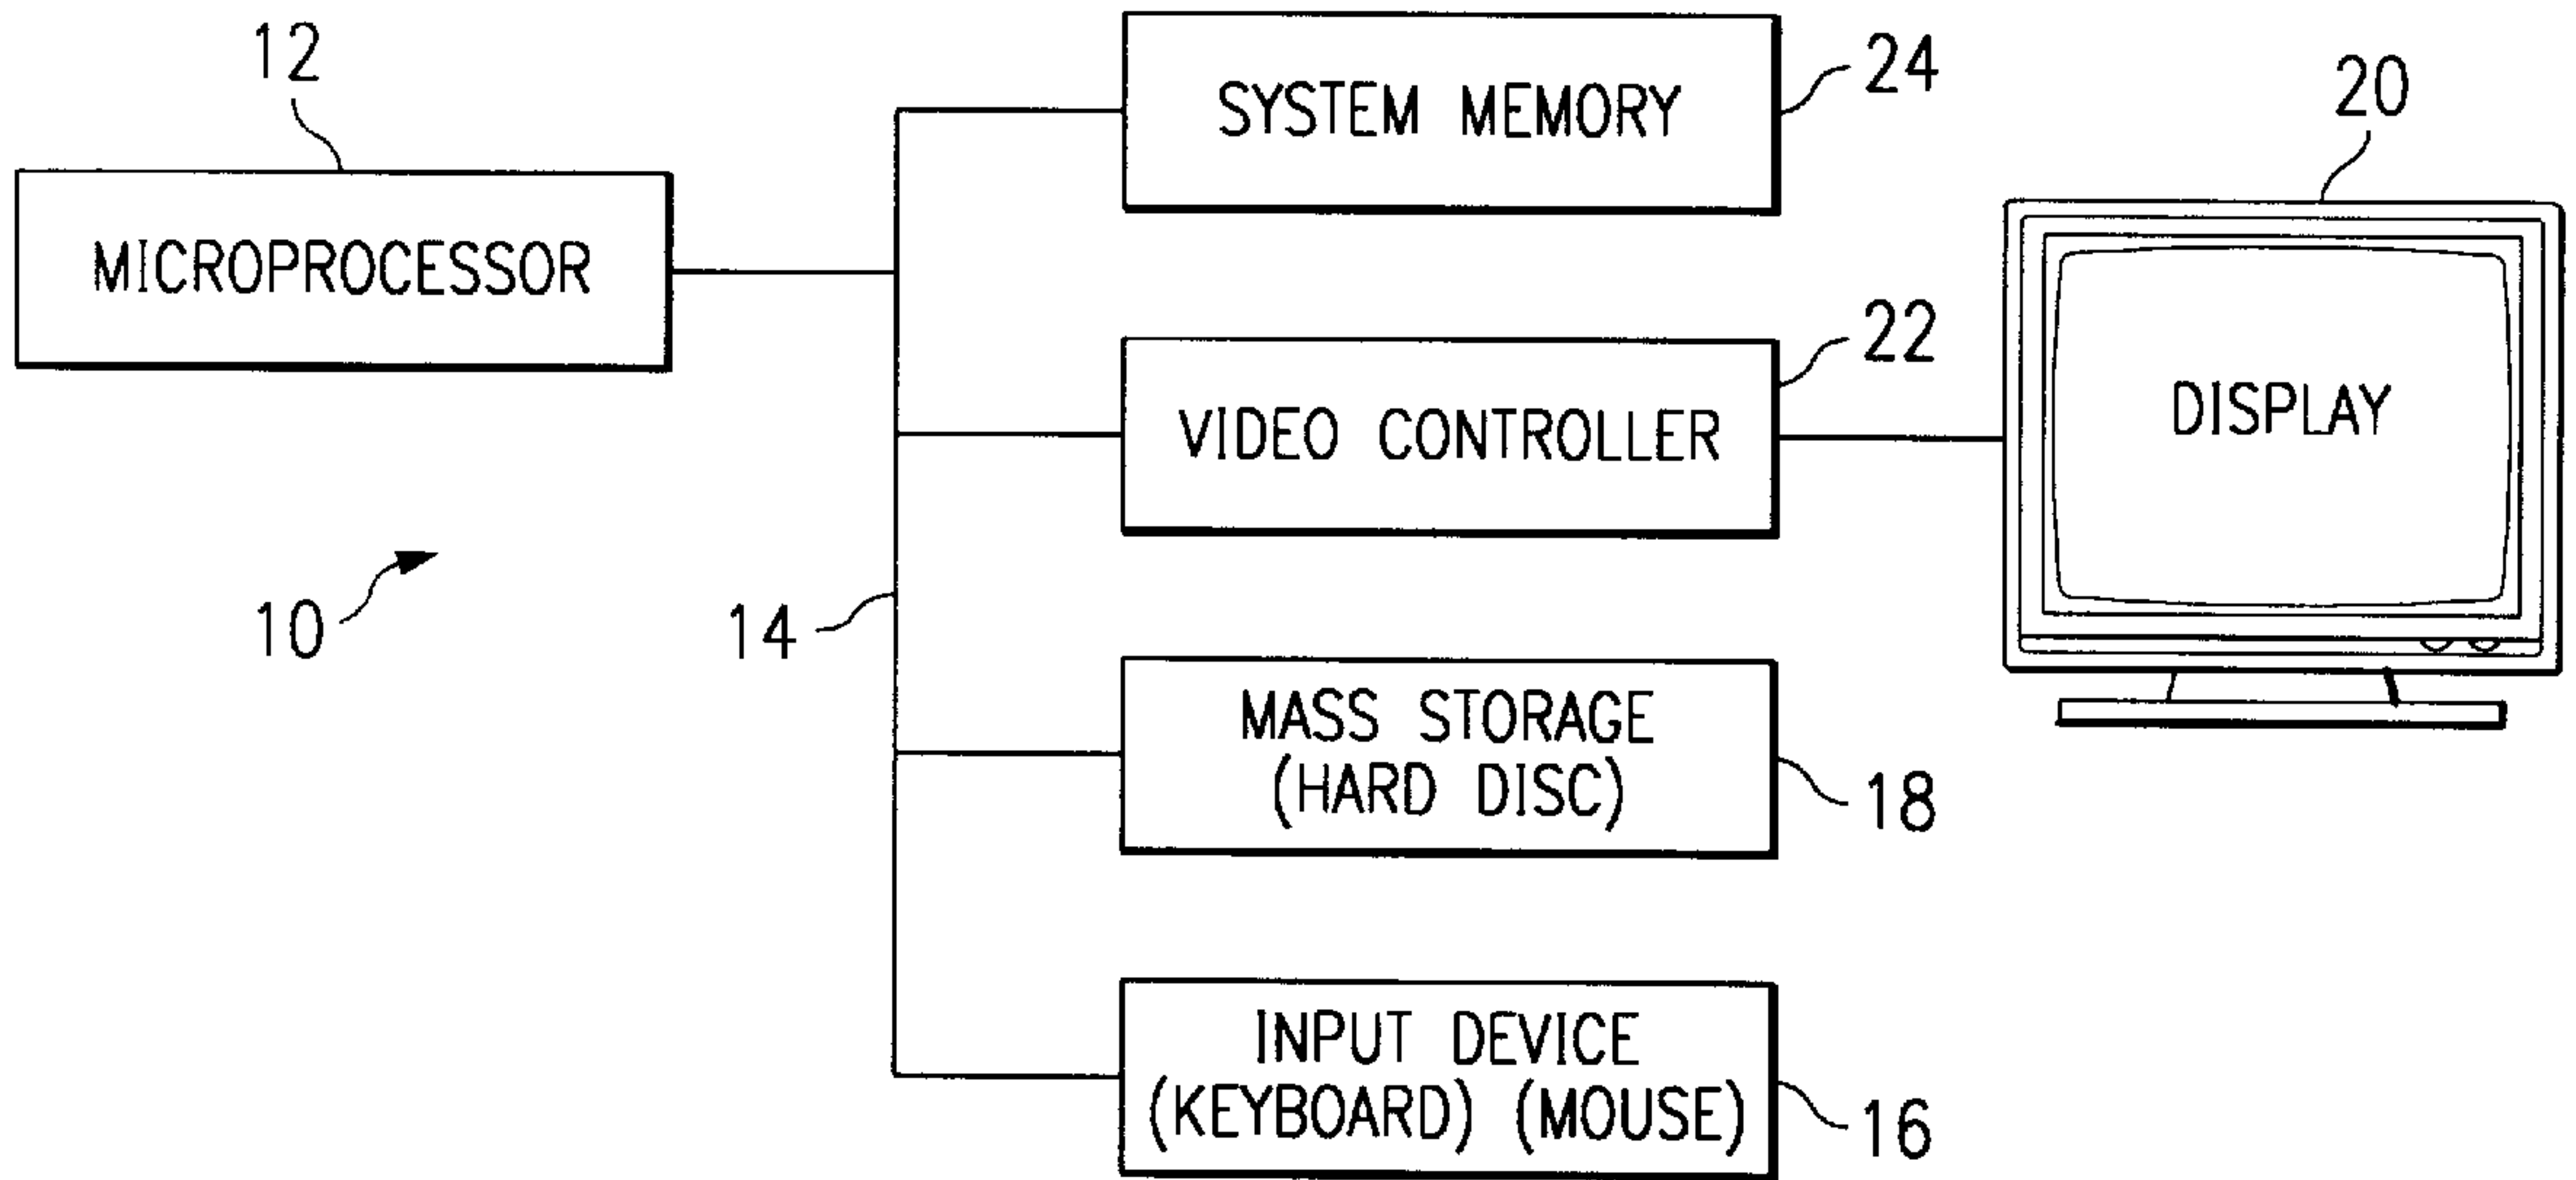 12
MICROPROCESSOR
10
14
SYSTEM MEMORY
24
VIDEO CONTROLLER
22
MASS STORAGE
(HARD DISC)
18
INPUT DEVICE
(KEYBOARD) (MOUSE)
16
20
DISPLAY